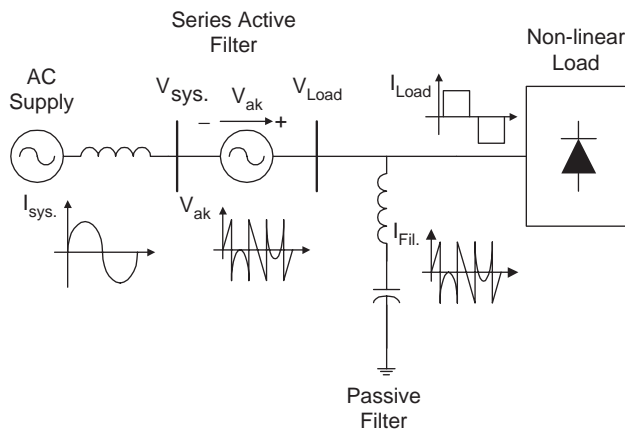 Series Active
Filter
Non-linear
Load
AC
Supply
Vsys.
Vak
VLoad
− +
ILoad
Isys.
Vak
IFil.
Passive
Filter